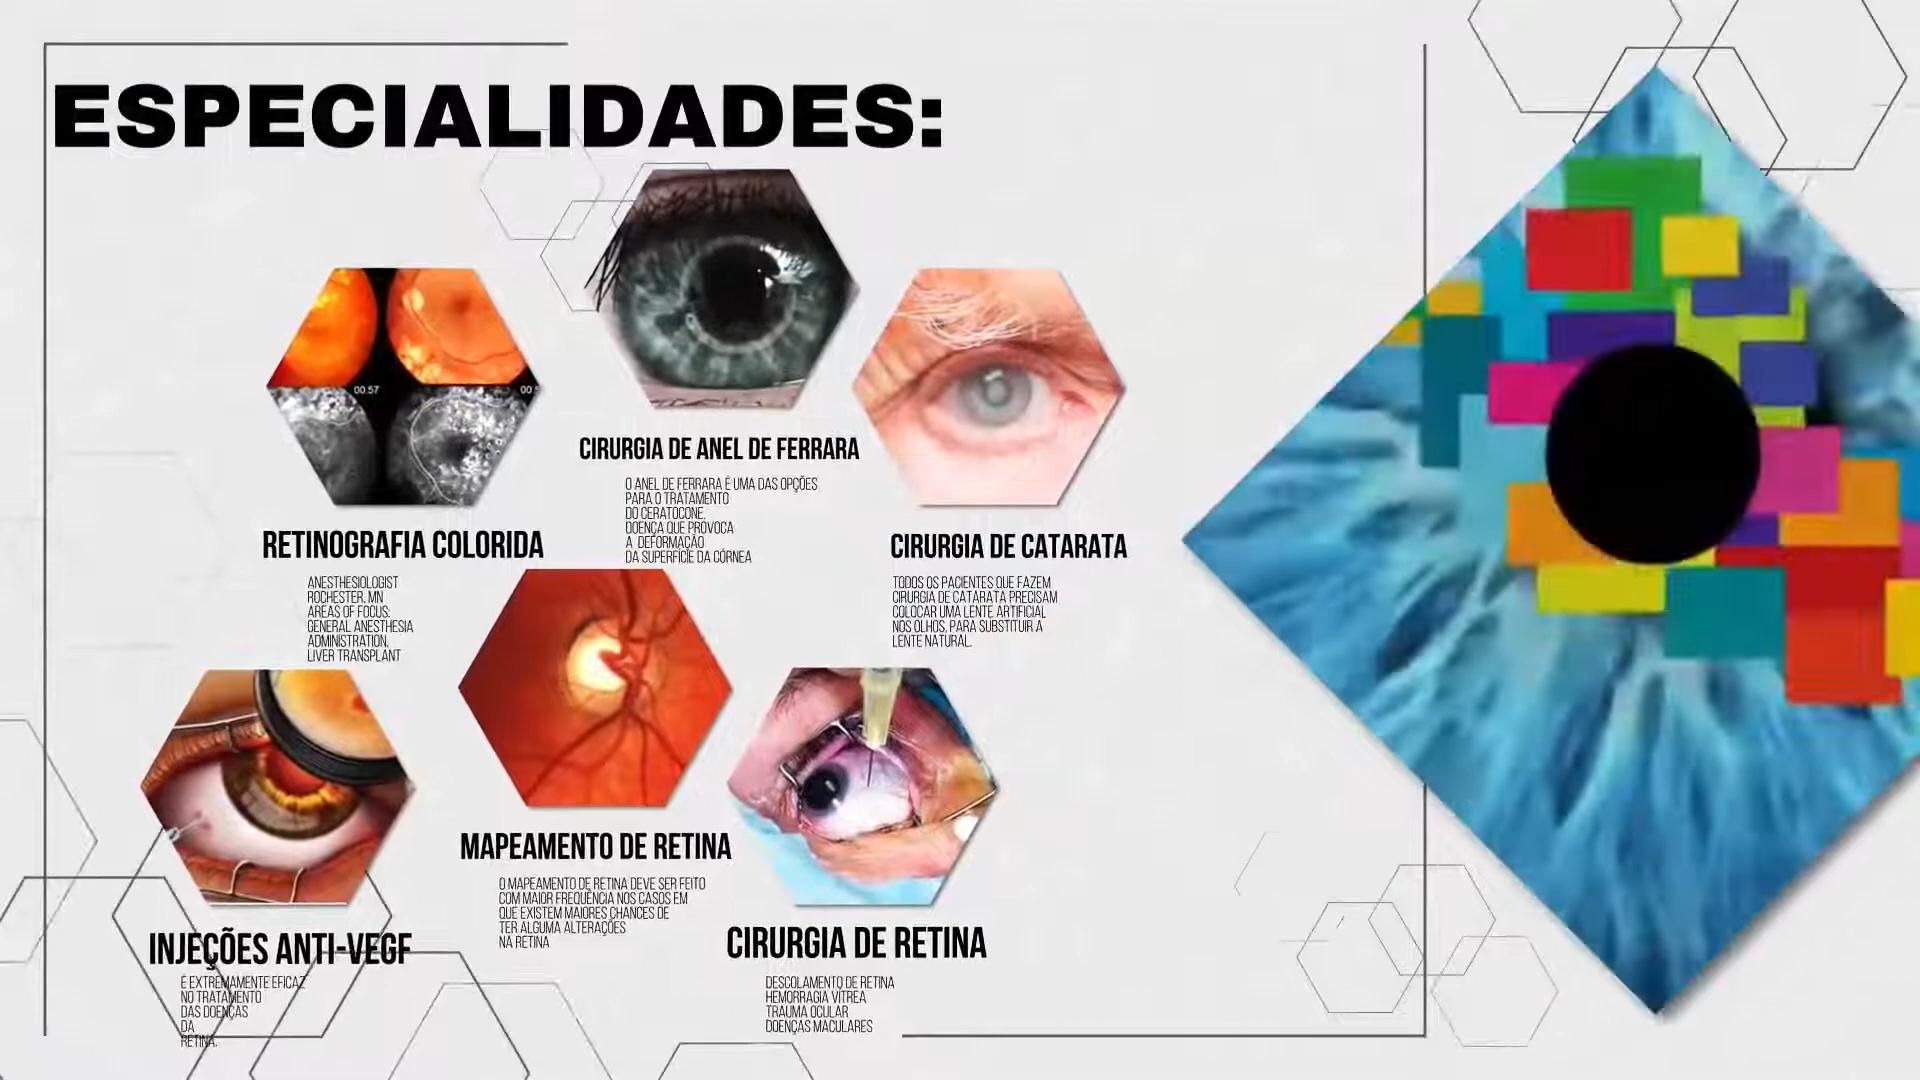 ESPECIALIDADES:
00:57
CIRURGIA DE ANEL DE FERRARA
O ANEL DE FERRARA É UMA DAS OPÇÕES
PARA O TRATAMENTO
DO CERATOCONE,
DOENÇA QUE PROVOCA
A DEFORMAÇÃO
DA SUPERFÍCIE DA CÓRNEA
RETINOGRAFIA COLORIDA
ANESTHESIOLOGIST
ROCHESTER, MN
AREAS OF FOCUS:
GENERAL ANESTHESIA
ADMINISTRATION,
LIVER TRANSPLANT
CIRURGIA DE CATARATA
TODOS OS PACIENTES QUE FAZEM
CIRURGIA DE CATARATA PRECISAM
COLOCAR UMA LENTE ARTIFICIAL
NOS OLHOS, PARA SUBSTITUIR A
LENTE NATURAL.
MAPEAMENTO DE RETINA
O MAPEAMENTO DE RETINA DEVE SER FEITO
COM MAIOR FREQUÊNCIA NOS CASOS EM
QUE EXISTEM MAIORES CHANCES DE
TER ALGUMA ALTERAÇÕES
NA RETINA
INJEÇÕES ANTI-VEGF
É EXTREMAMENTE EFICAZ
NO TRATAMENTO
DAS DOENÇAS
DA
RETINA.
CIRURGIA DE RETINA
DESCOLAMENTO DE RETINA
HEMORRAGIA VÍTREA
TRAUMA OCULAR
DOENÇAS MACULARES